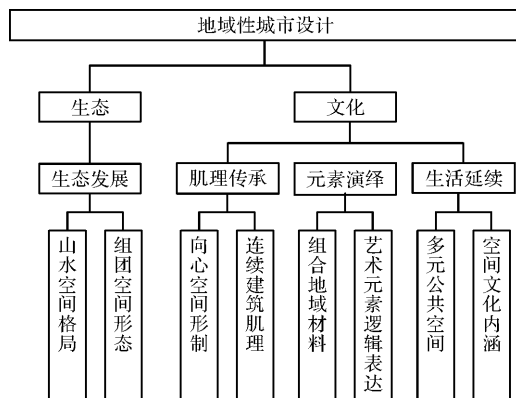 地域性城市设计
生态
文化
生态发展
肌理传承
元素演绎
生活延续
山水空间格局
组团空间形态
向心空间形制
连续建筑肌理
组合地域材料
艺术元素逻辑表达
多元公共空间
空间文化内涵